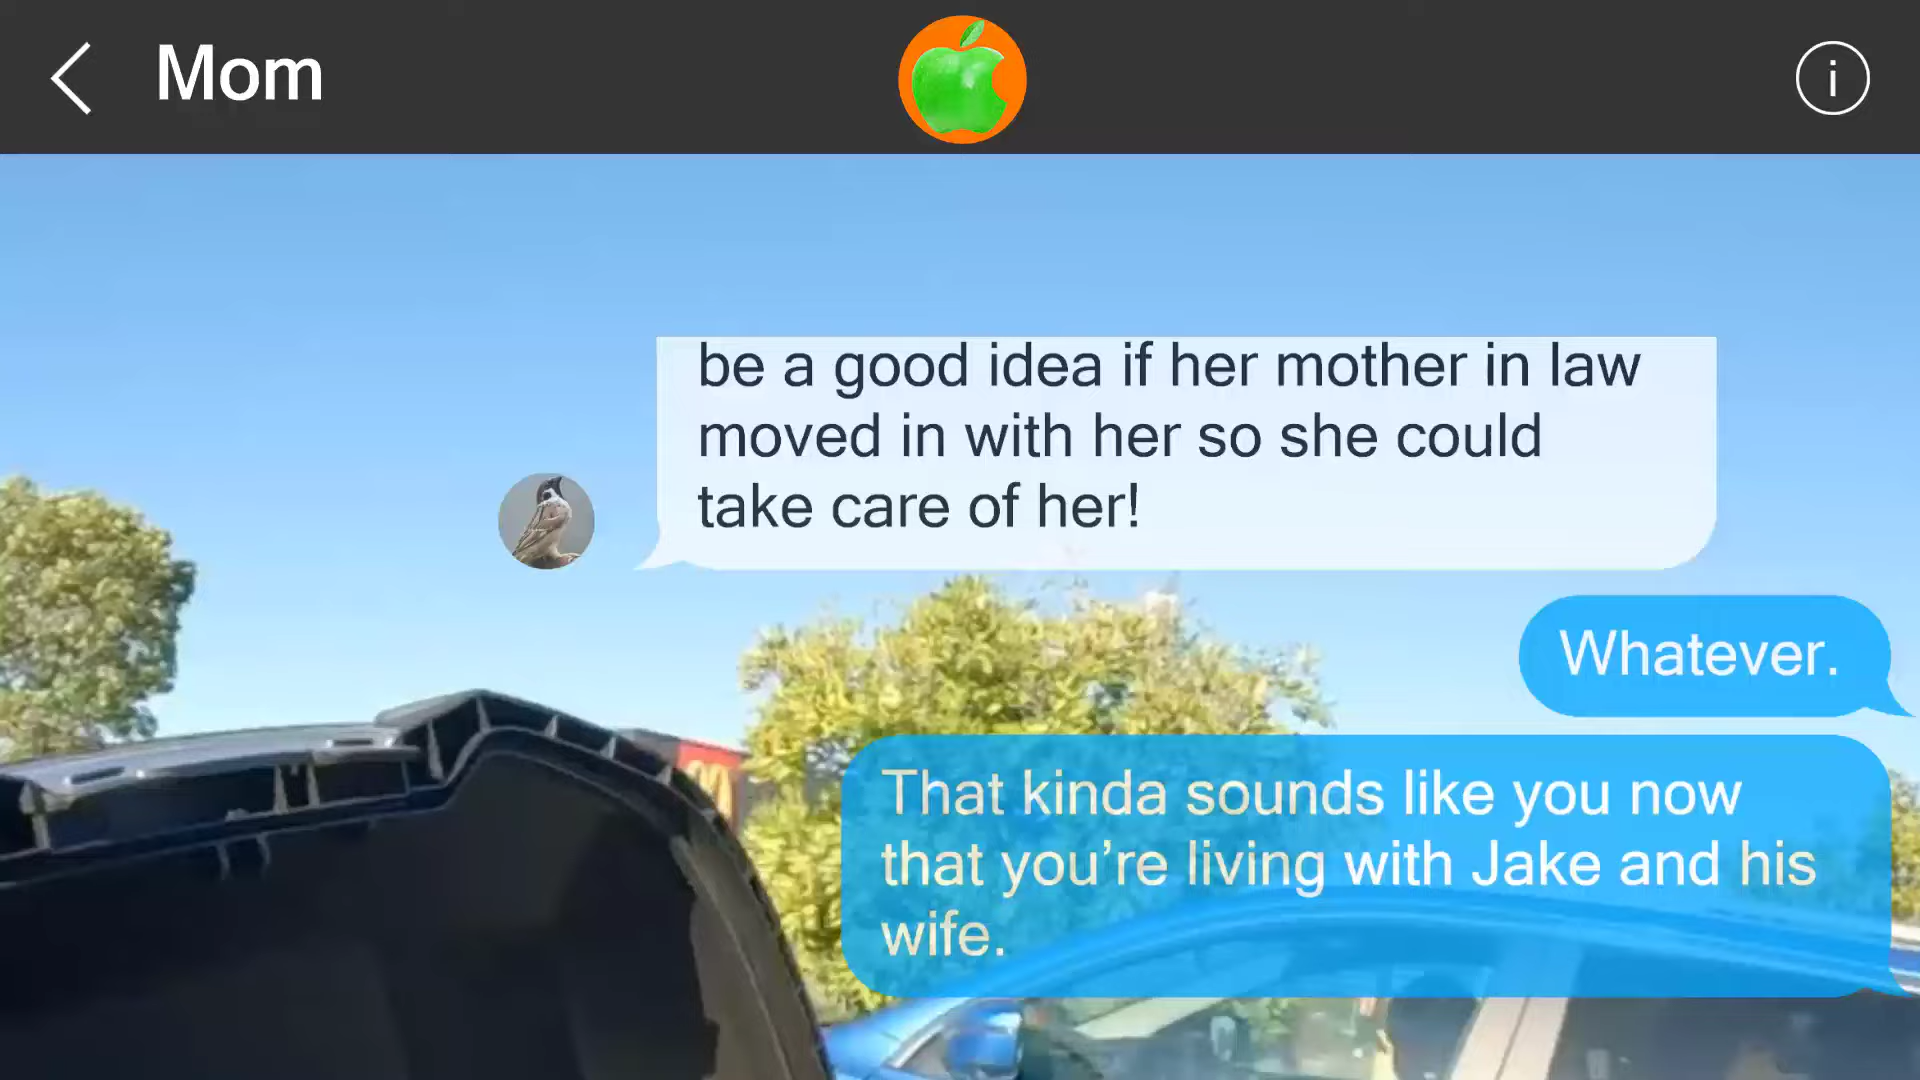 Mom
be a good idea if her mother in law
moved in with her so she could
take care of her!
Whatever.
That kinda sounds like you now
that you’re living with Jake and his
wife.